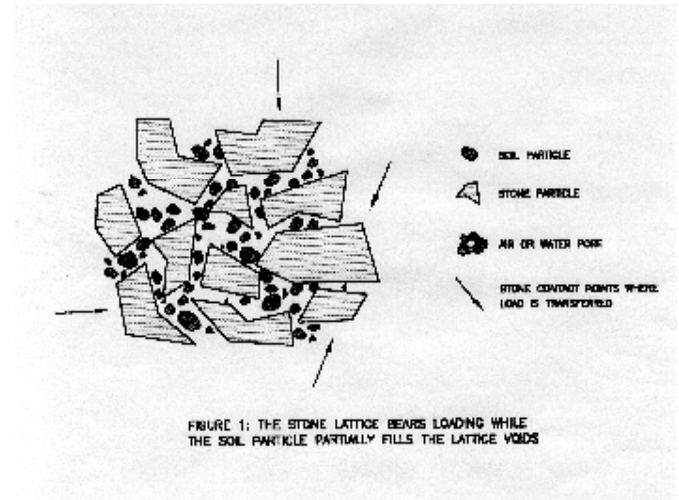 SOIL PARTICLE
STONE PARTICLE
AIR OR WATER PORE
STONE CONTACT POINTS WHERE
LOAD IS TRANSFERRED
FIGURE 1: THE STONE LATTICE BEARS LOADING WHILE
THE SOIL PARTICLE PARTIALLY FILLS THE LATTICE VOIDS